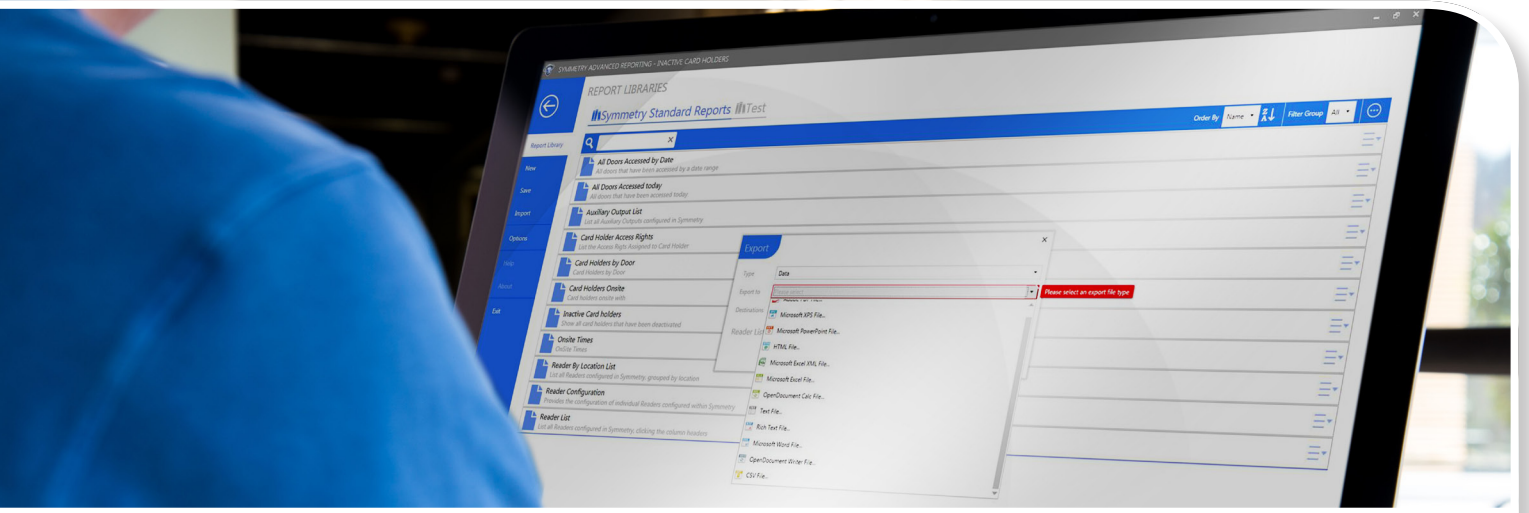 SYMMETRY ADVANCED REPORTING - INACTIVE CARD HOLDERS
REPORT LIBRARIES
Symmetry Standard Reports Test
Order By Name Filter Group All
Report Library
New
Save
Import
Options
Help
About
Exit
All Doors Accessed by Date
All doors that have been accessed by a date range
All Doors Accessed today
All doors that have been accessed today
Auxiliary Output List
List all Auxiliary Outputs configured in Symmetry
Card Holder Access Rights
List the Access Rights Assigned to Card Holder
Card Holders by Door
Card Holders by Door
Card Holders Onsite
Card holders onsite with
Inactive Card holders
Show all card holders that have been deactivated
Onsite Times
OnSite Times
Reader By Location List
List all Readers configured in Symmetry, grouped by location
Reader Configuration
Provides the configuration of individual Readers configured within Symmetry
Reader List
List all Readers configured in Symmetry, clicking the column headers
Export
Type Data
Export to
Please select an export file type
Destinations
Reader List
Microsoft XPS File..
Microsoft PowerPoint File..
HTML File..
Microsoft Excel XML File..
Microsoft Excel File..
OpenDocument Calc File..
Text File..
Rich Text File..
Microsoft Word File..
OpenDocument Writer File..
CSV File..